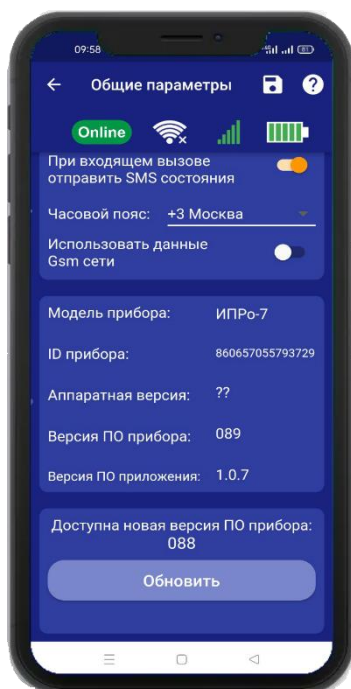 09:58
Общие параметры
Online
При входящем вызове
отправить SMS состояния
Часовой пояс: +3 Москва
Использовать данные
Gsm сети
Модель прибора: ИПРо-7
ID прибора: 860657055793729
Аппаратная версия: ??
Версия ПО прибора: 089
Версия ПО приложения: 1.0.7
Доступна новая версия ПО прибора:
088
Обновить